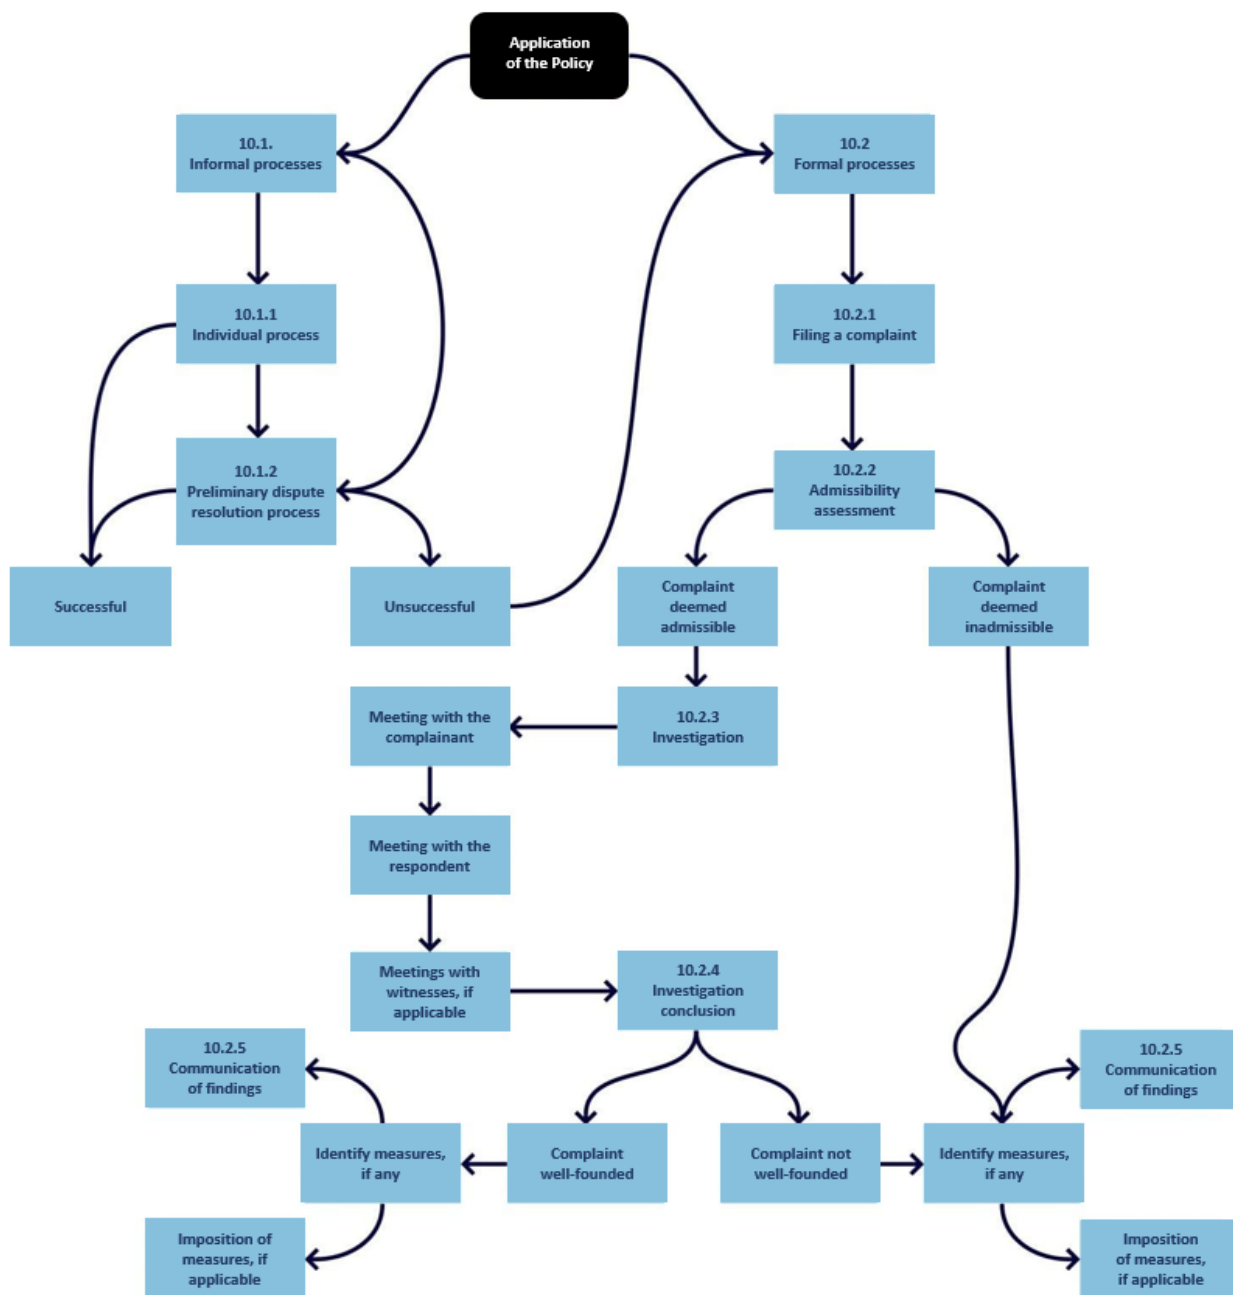 Application
of the Policy
10.1.
Informal processes
10.2
Formal processes
10.1.1
Individual process
10.2.1
Filing a complaint
10.1.2
Preliminary dispute
resolution process
10.2.2
Admissibility
assessment
Successful
Unsuccessful
Complaint
deemed
admissible
Complaint
deemed
inadmissible
Meeting with the
complainant
10.2.3
Investigation
Meeting with the
respondent
Meetings with
witnesses, if
applicable
10.2.4
Investigation
conclusion
10.2.5
Communication
of findings
10.2.5
Communication
of findings
Identify measures,
if any
Complaint
well-founded
Complaint not
well-founded
Identify measures,
if any
Imposition of
measures, if
applicable
Imposition
of measures,
if applicable